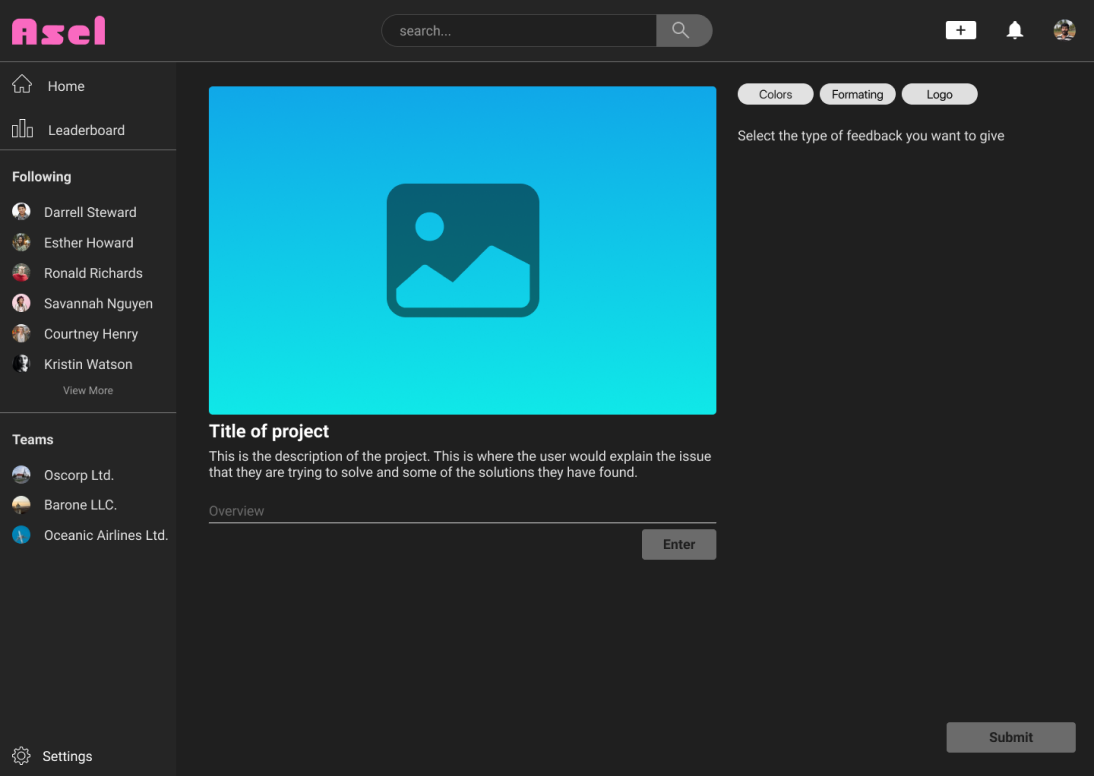 Asel
search...
Home
Leaderboard
Following
Darrell Steward
Esther Howard
Ronald Richards
Savannah Nguyen
Courtney Henry
Kristin Watson
View More
Teams
Oscorp Ltd.
Barone LLC.
Oceanic Airlines Ltd.
Settings
Title of project
This is the description of the project. This is where the user would explain the issue
that they are trying to solve and some of the solutions they have found.
Overview
Enter
Colors Formating Logo
Select the type of feedback you want to give
Submit